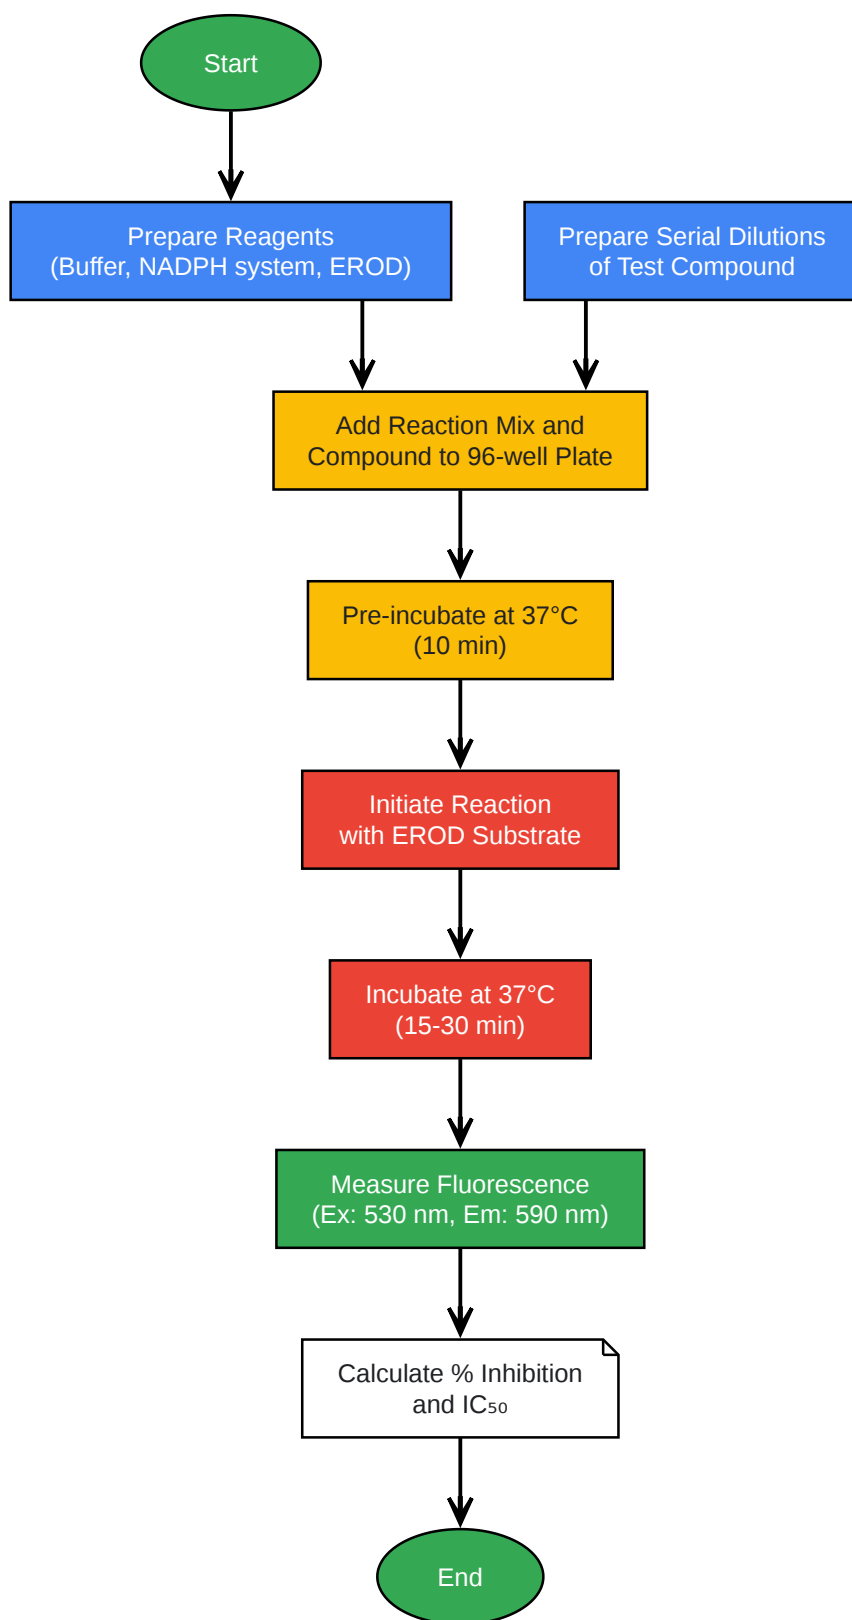 Start
Prepare Reagents
(Buffer, NADPH system, EROD)
Prepare Serial Dilutions
of Test Compound
Add Reaction Mix and
Compound to 96-well Plate
Pre-incubate at 37°C
(10 min)
Initiate Reaction
with EROD Substrate
Incubate at 37°C
(15-30 min)
Measure Fluorescence
(Ex: 530 nm, Em: 590 nm)
Calculate % Inhibition
and IC₅₀
End